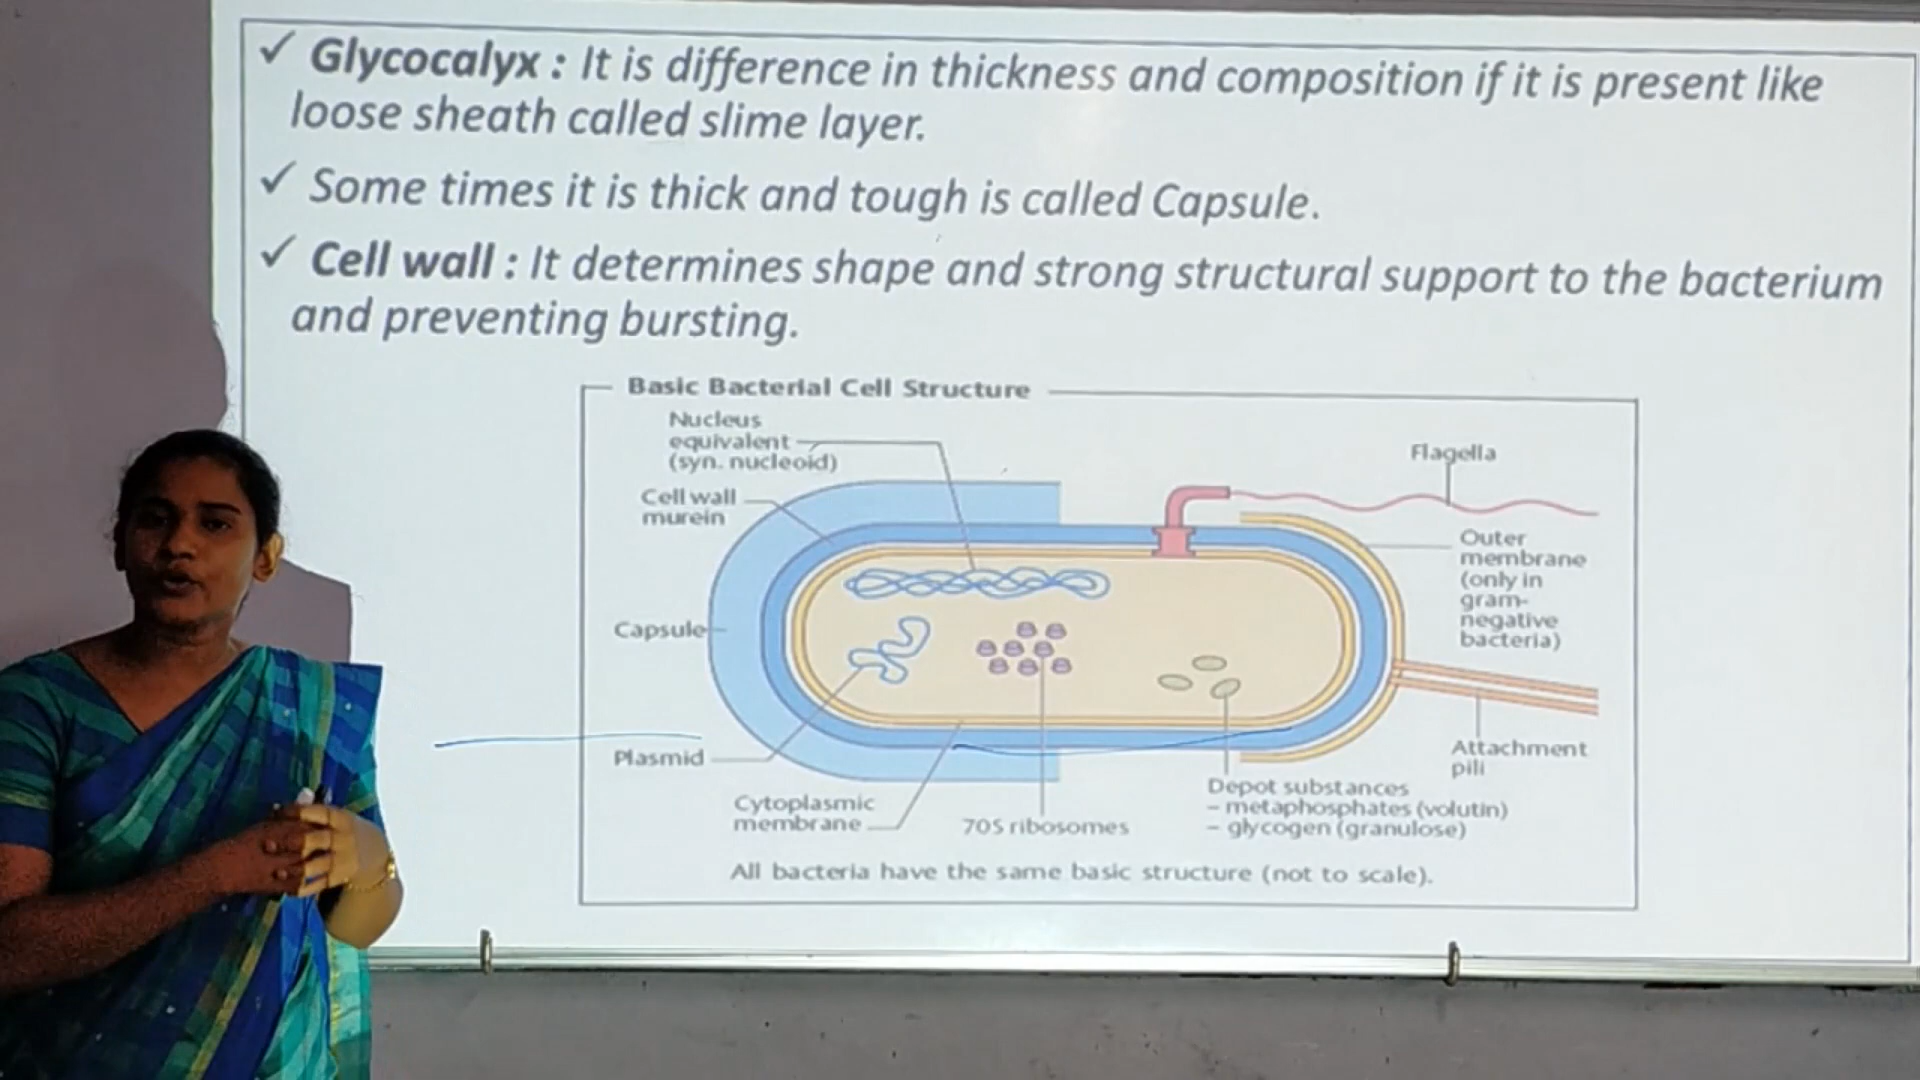 ✓ Glycocalyx : It is difference in thickness and composition if it is present like
loose sheath called slime layer.
✓ Some times it is thick and tough is called Capsule.
✓ Cell wall : It determines shape and strong structural support to the bacterium
and preventing bursting.
Basic Bacterial Cell Structure
Nucleus
equivalent
(syn. nucleoid)
Flagella
Cell wall
murein
Outer
membrane
(only in
gram-
negative
bacteria)
Capsule
Plasmid
Attachment
pili
Cytoplasmic
membrane
70S ribosomes
Depot substances
– metaphosphates (volutin)
– glycogen (granulose)
All bacteria have the same basic structure (not to scale).